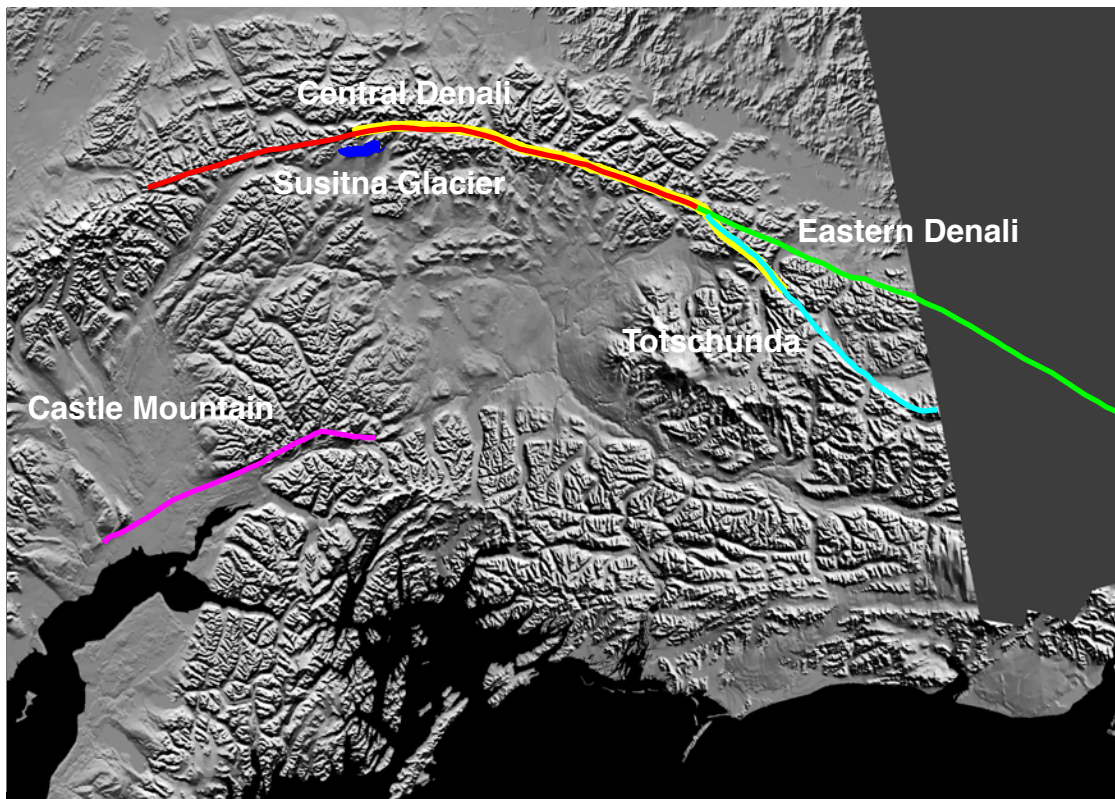 Central Denali
Susitna Glacier
Eastern Denali
Totschunda
Castle Mountain